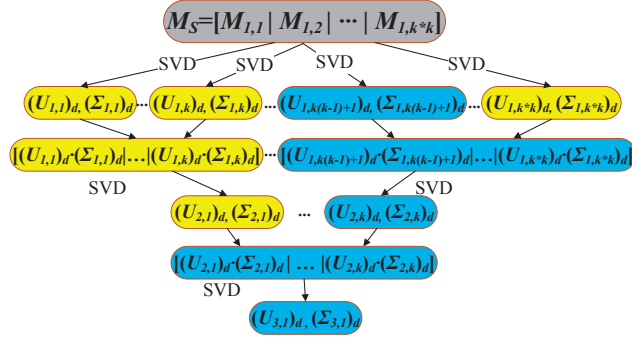 M_S=[M_{1,1} | M_{1,2} | ··· | M_{1,k*k}]
SVD SVD SVD SVD
(U_{1,1})_d, (Σ_{1,1})_d ... (U_{1,k})_d, (Σ_{1,k})_d ... (U_{1,k(k-1)+1})_d, (Σ_{1,k(k-1)+1})_d ... (U_{1,k*k})_d, (Σ_{1,k*k})_d
[(U_{1,1})_d·(Σ_{1,1})_d|...|(U_{1,k})_d·(Σ_{1,k})_d] ... [(U_{1,k(k-1)+1})_d·(Σ_{1,k(k-1)+1})_d|...|(U_{1,k*k})_d·(Σ_{1,k*k})_d]
SVD SVD
(U_{2,1})_d, (Σ_{2,1})_d ... (U_{2,k})_d, (Σ_{2,k})_d
[(U_{2,1})_d·(Σ_{2,1})_d| ... |(U_{2,k})_d·(Σ_{2,k})_d]
SVD
(U_{3,1})_d, (Σ_{3,1})_d